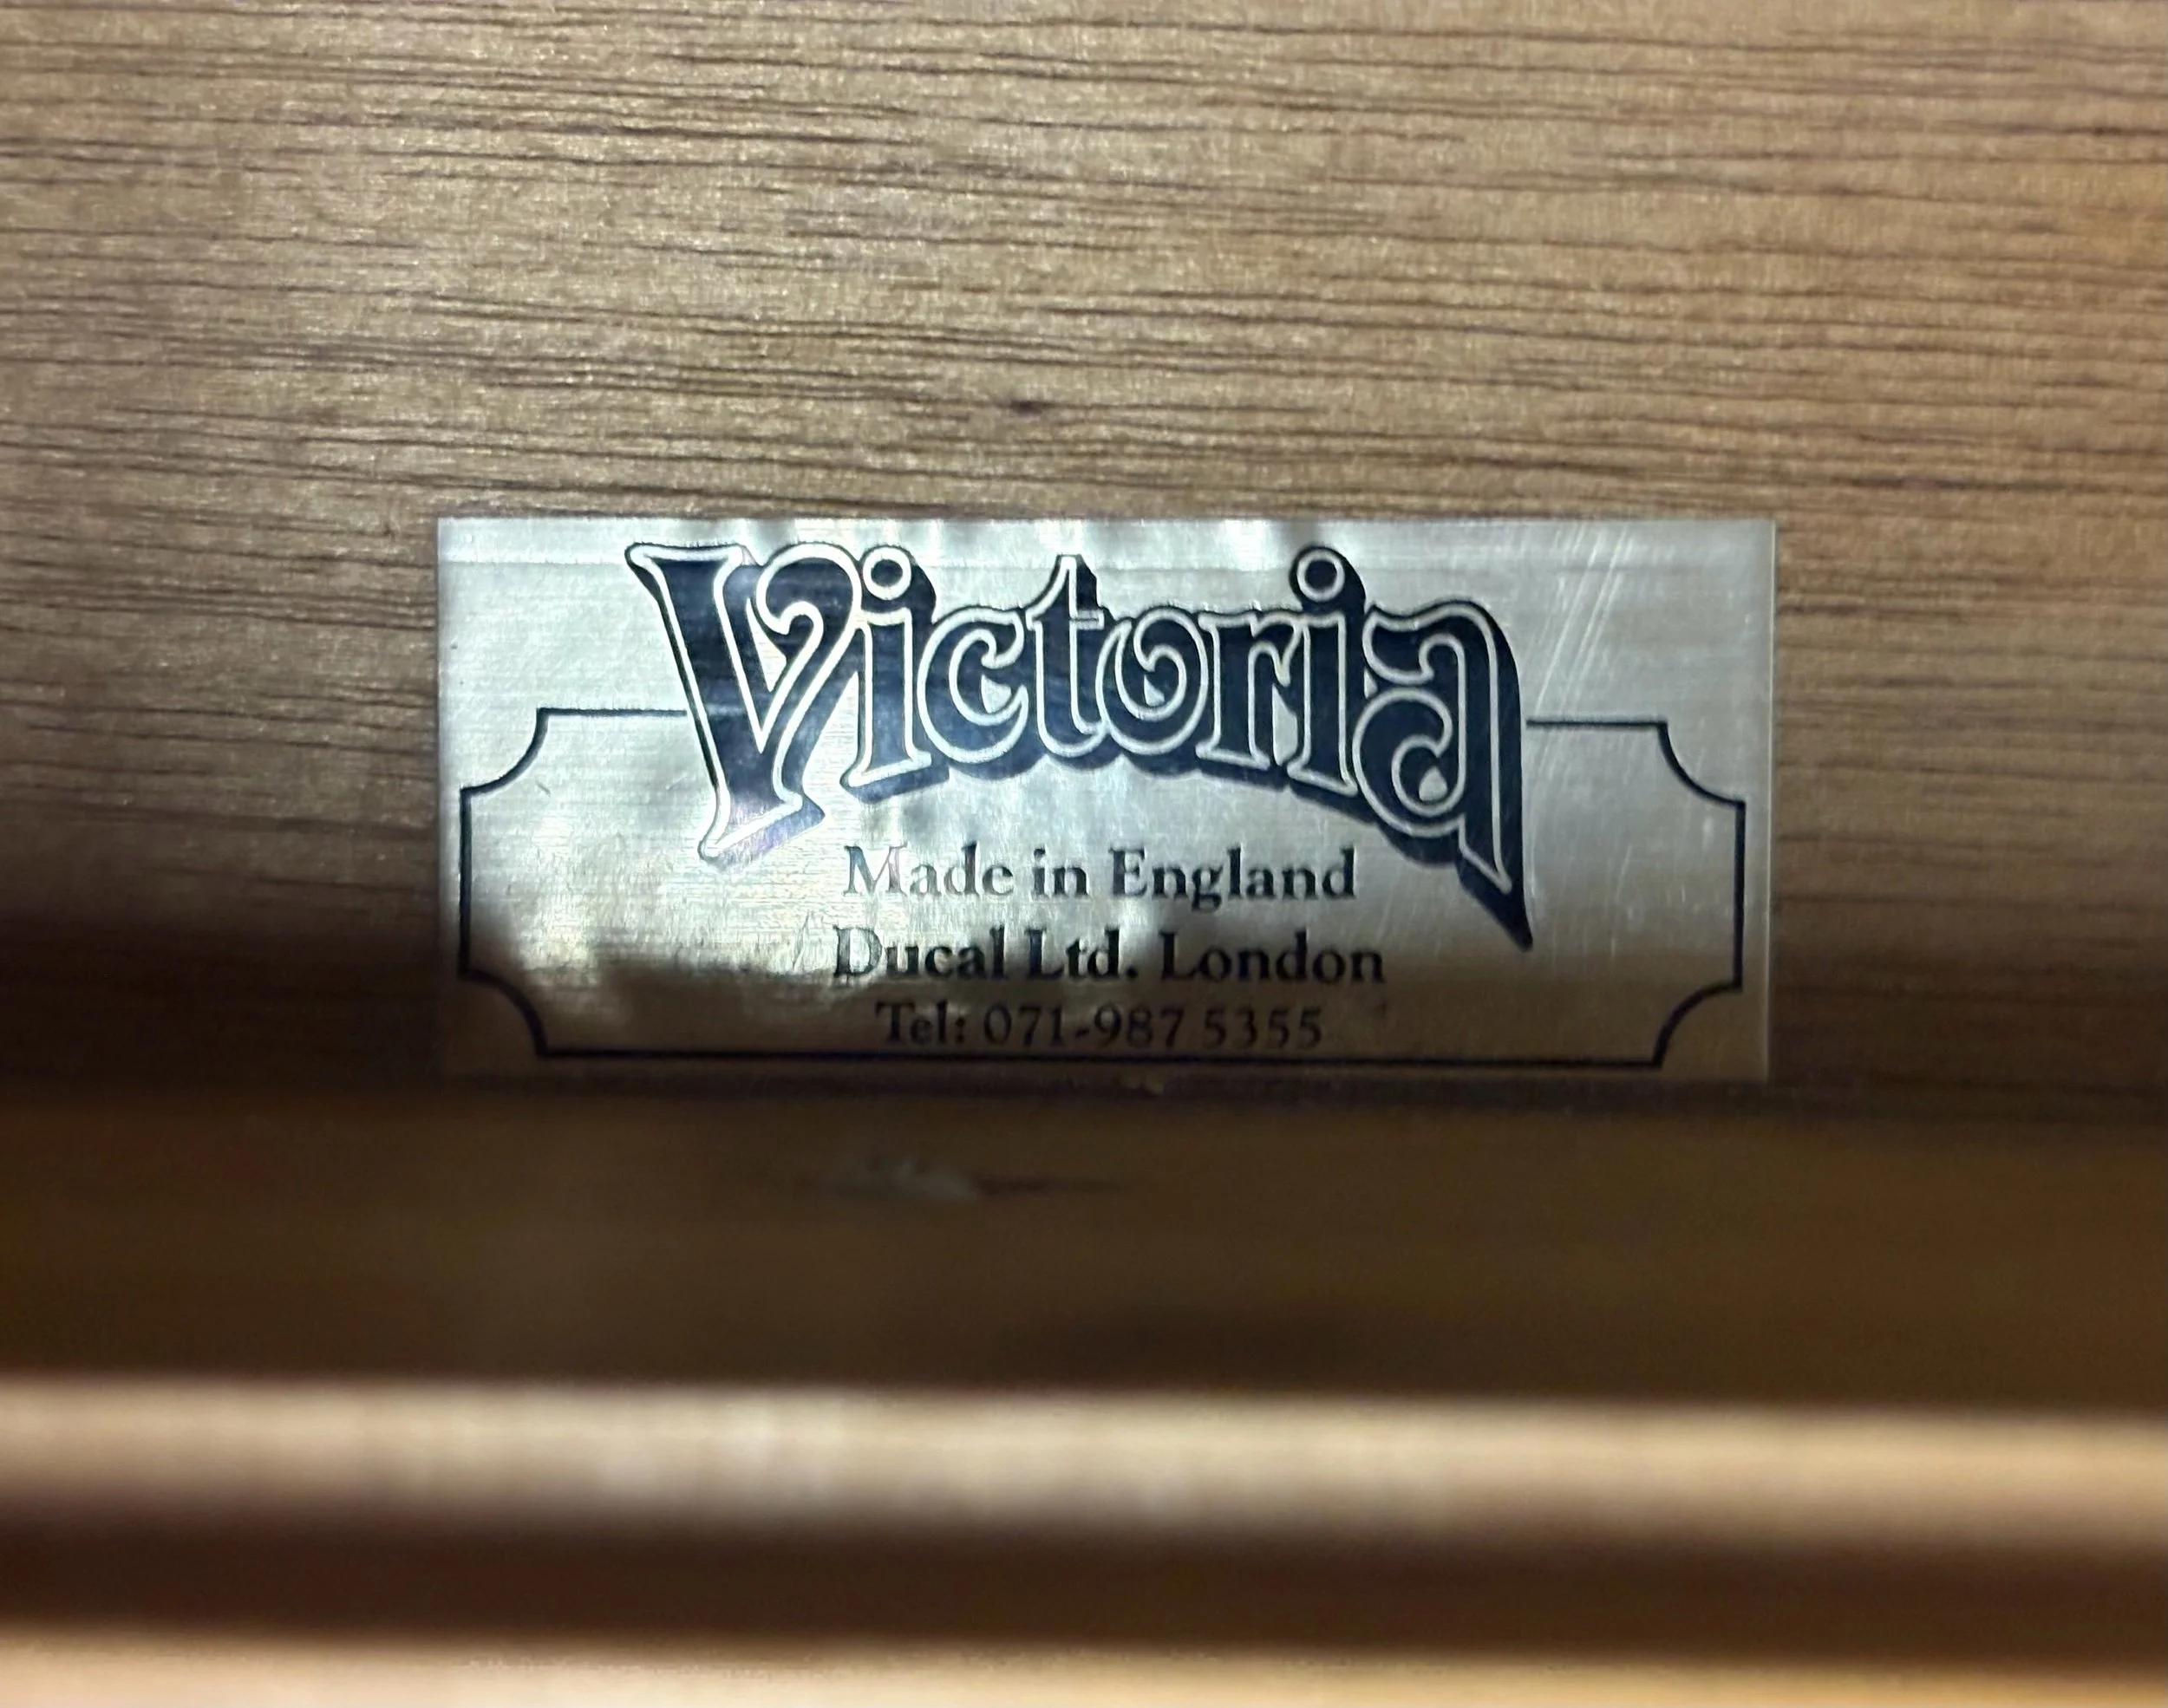 Victoria
Made in England
Ducal Ltd. London
Tel: 071-987 5355